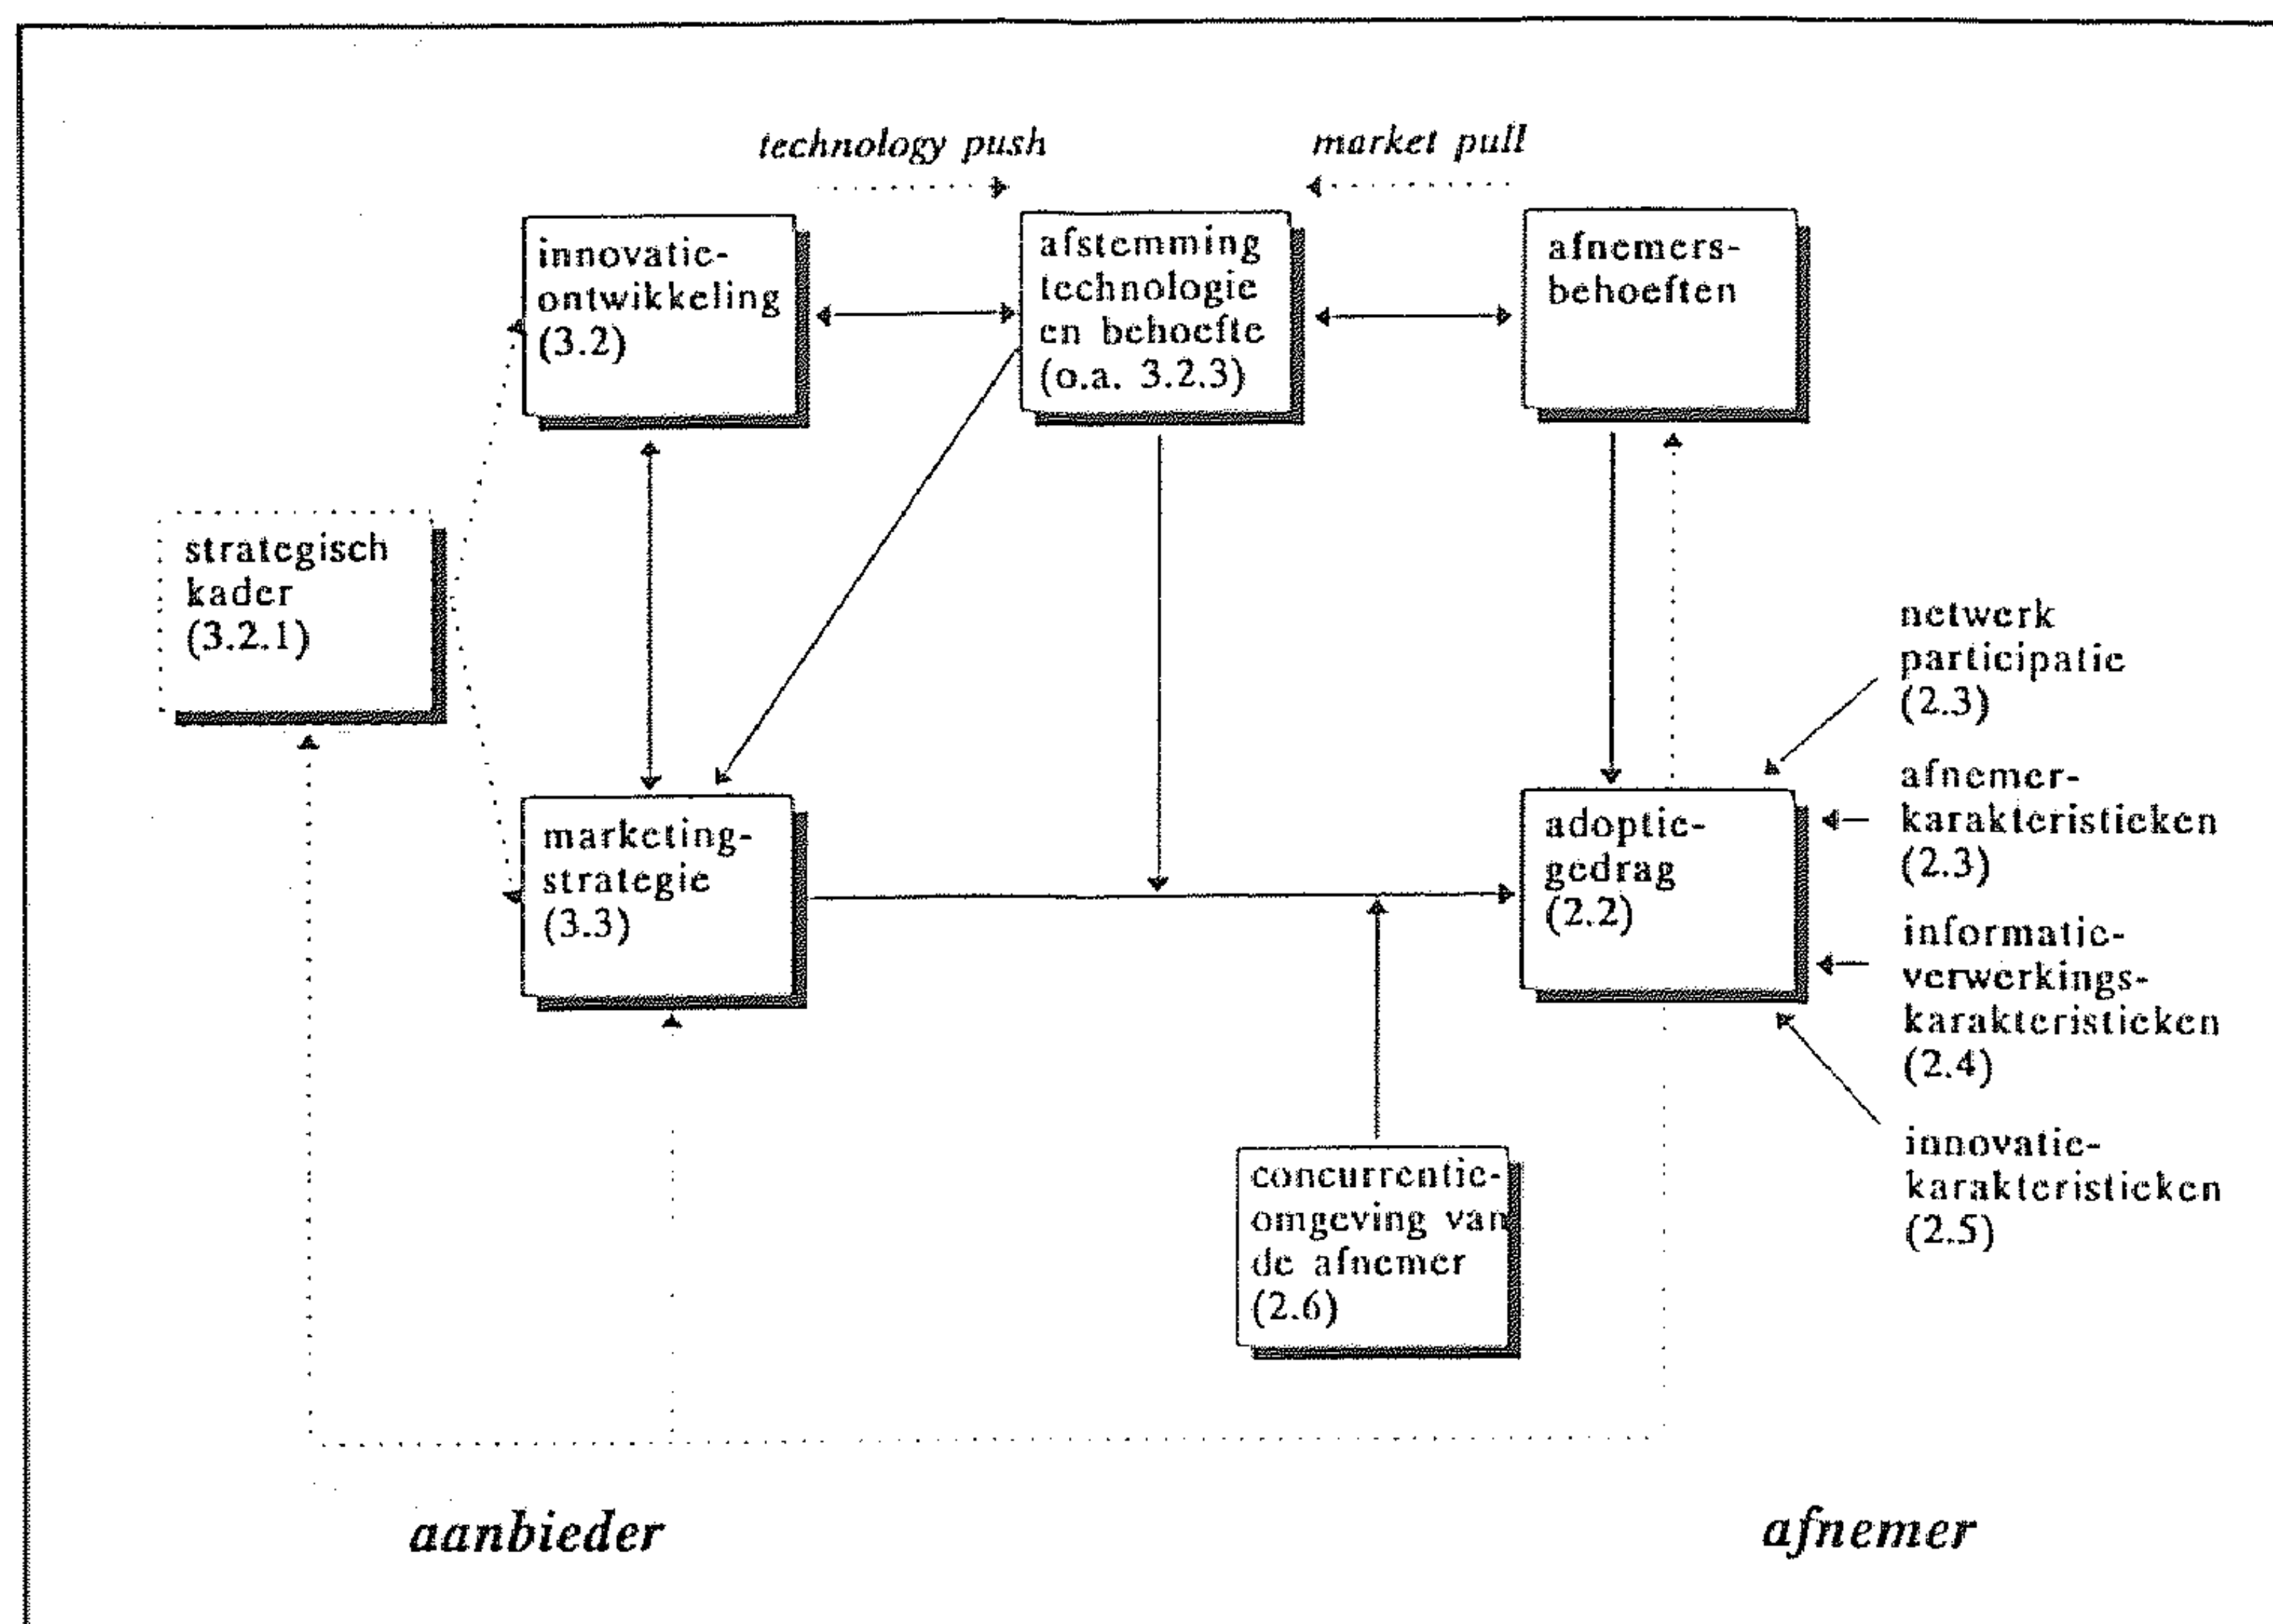 technology push
market pull
innovatie-
ontwikkeling
(3.2)
afstemming
technologie
en behoefte
(o.a. 3.2.3)
afnemers-
behoeften
strategisch
kader
(3.2.1)
marketing-
strategie
(3.3)
adoptie-
gedrag
(2.2)
netwerk
participatie
(2.3)
afnemer-
karakteristieken
(2.3)
informatie-
verwerkings-
karakteristieken
(2.4)
innovatie-
karakteristieken
(2.5)
concurrentie-
omgeving van
de afnemer
(2.6)
aanbieder
afnemer